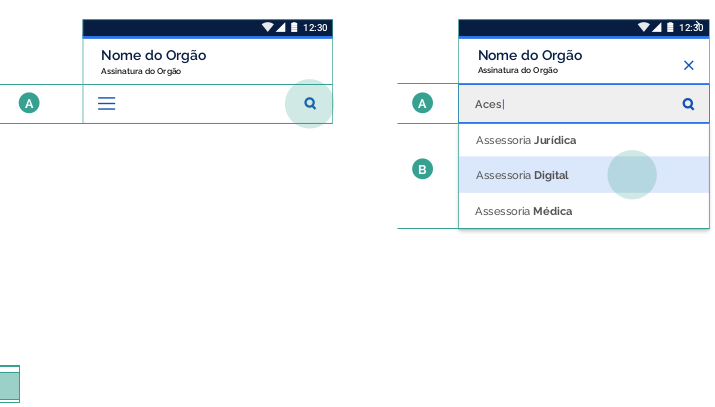 12:30
Nome do Orgão
Assinatura do Orgão
A
12:30
Nome do Orgão
Assinatura do Orgão
A
Aces
B
Assessoria Jurídica
Assessoria Digital
Assessoria Médica